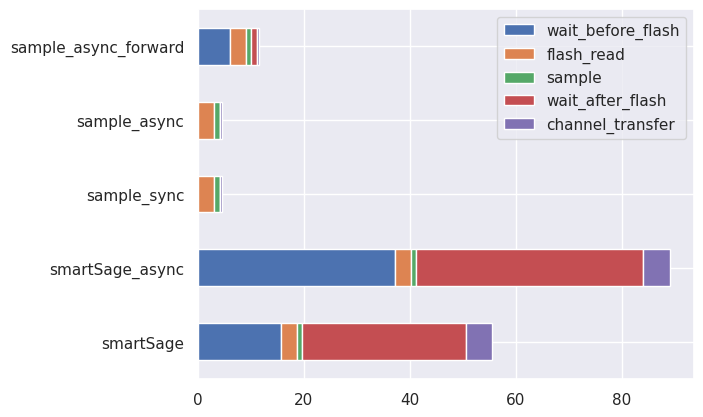 sample_async_forward
sample_async
sample_sync
smartSage_async
smartSage
wait_before_flash
flash_read
sample
wait_after_flash
channel_transfer
0 20 40 60 80